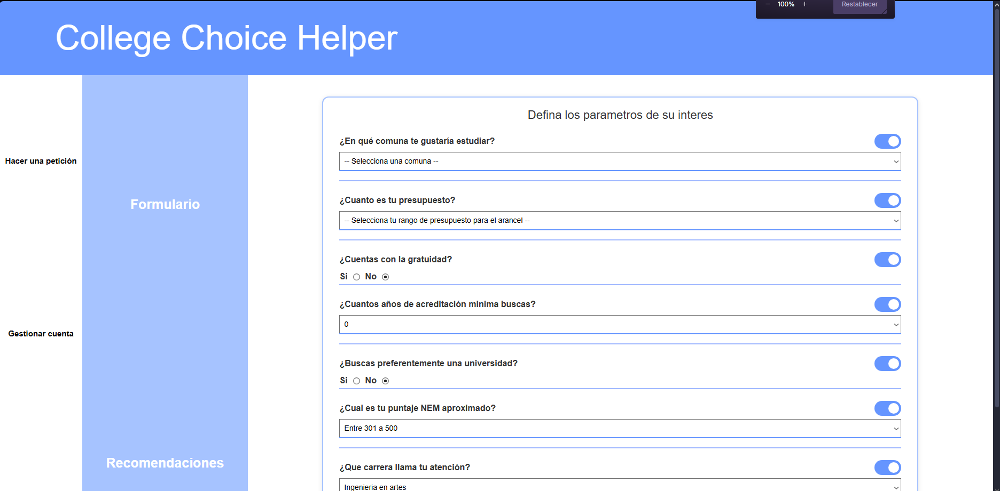 − 100% + Restablecer
College Choice Helper
Hacer una petición
Gestionar cuenta
Formulario
Recomendaciones
Defina los parametros de su interes
¿En qué comuna te gustaría estudiar?
-- Selecciona una comuna --
¿Cuanto es tu presupuesto?
-- Selecciona tu rango de presupuesto para el arancel --
¿Cuentas con la gratuidad?
Si No
¿Cuantos años de acreditación minima buscas?
0
¿Buscas preferentemente una universidad?
Si No
¿Cual es tu puntaje NEM aproximado?
Entre 301 a 500
¿Que carrera llama tu atención?
Ingenieria en artes